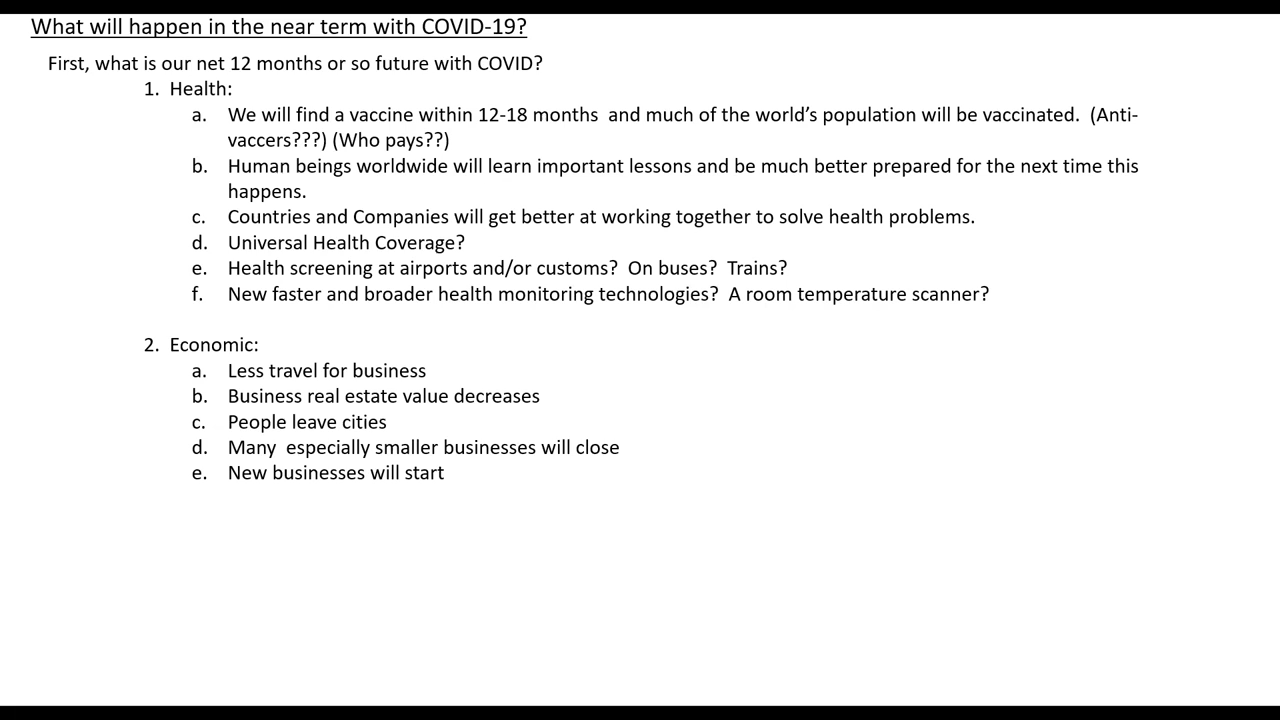 What will happen in the near term with COVID-19?
First, what is our net 12 months or so future with COVID?
1. Health:
a. We will find a vaccine within 12-18 months  and much of the world’s population will be vaccinated.  (Anti-
vaccers???) (Who pays??)
b. Human beings worldwide will learn important lessons and be much better prepared for the next time this
happens.
c. Countries and Companies will get better at working together to solve health problems.
d. Universal Health Coverage?
e. Health screening at airports and/or customs?  On buses?  Trains?
f. New faster and broader health monitoring technologies?  A room temperature scanner?
2. Economic:
a. Less travel for business
b. Business real estate value decreases
c. People leave cities
d. Many  especially smaller businesses will close
e. New businesses will start